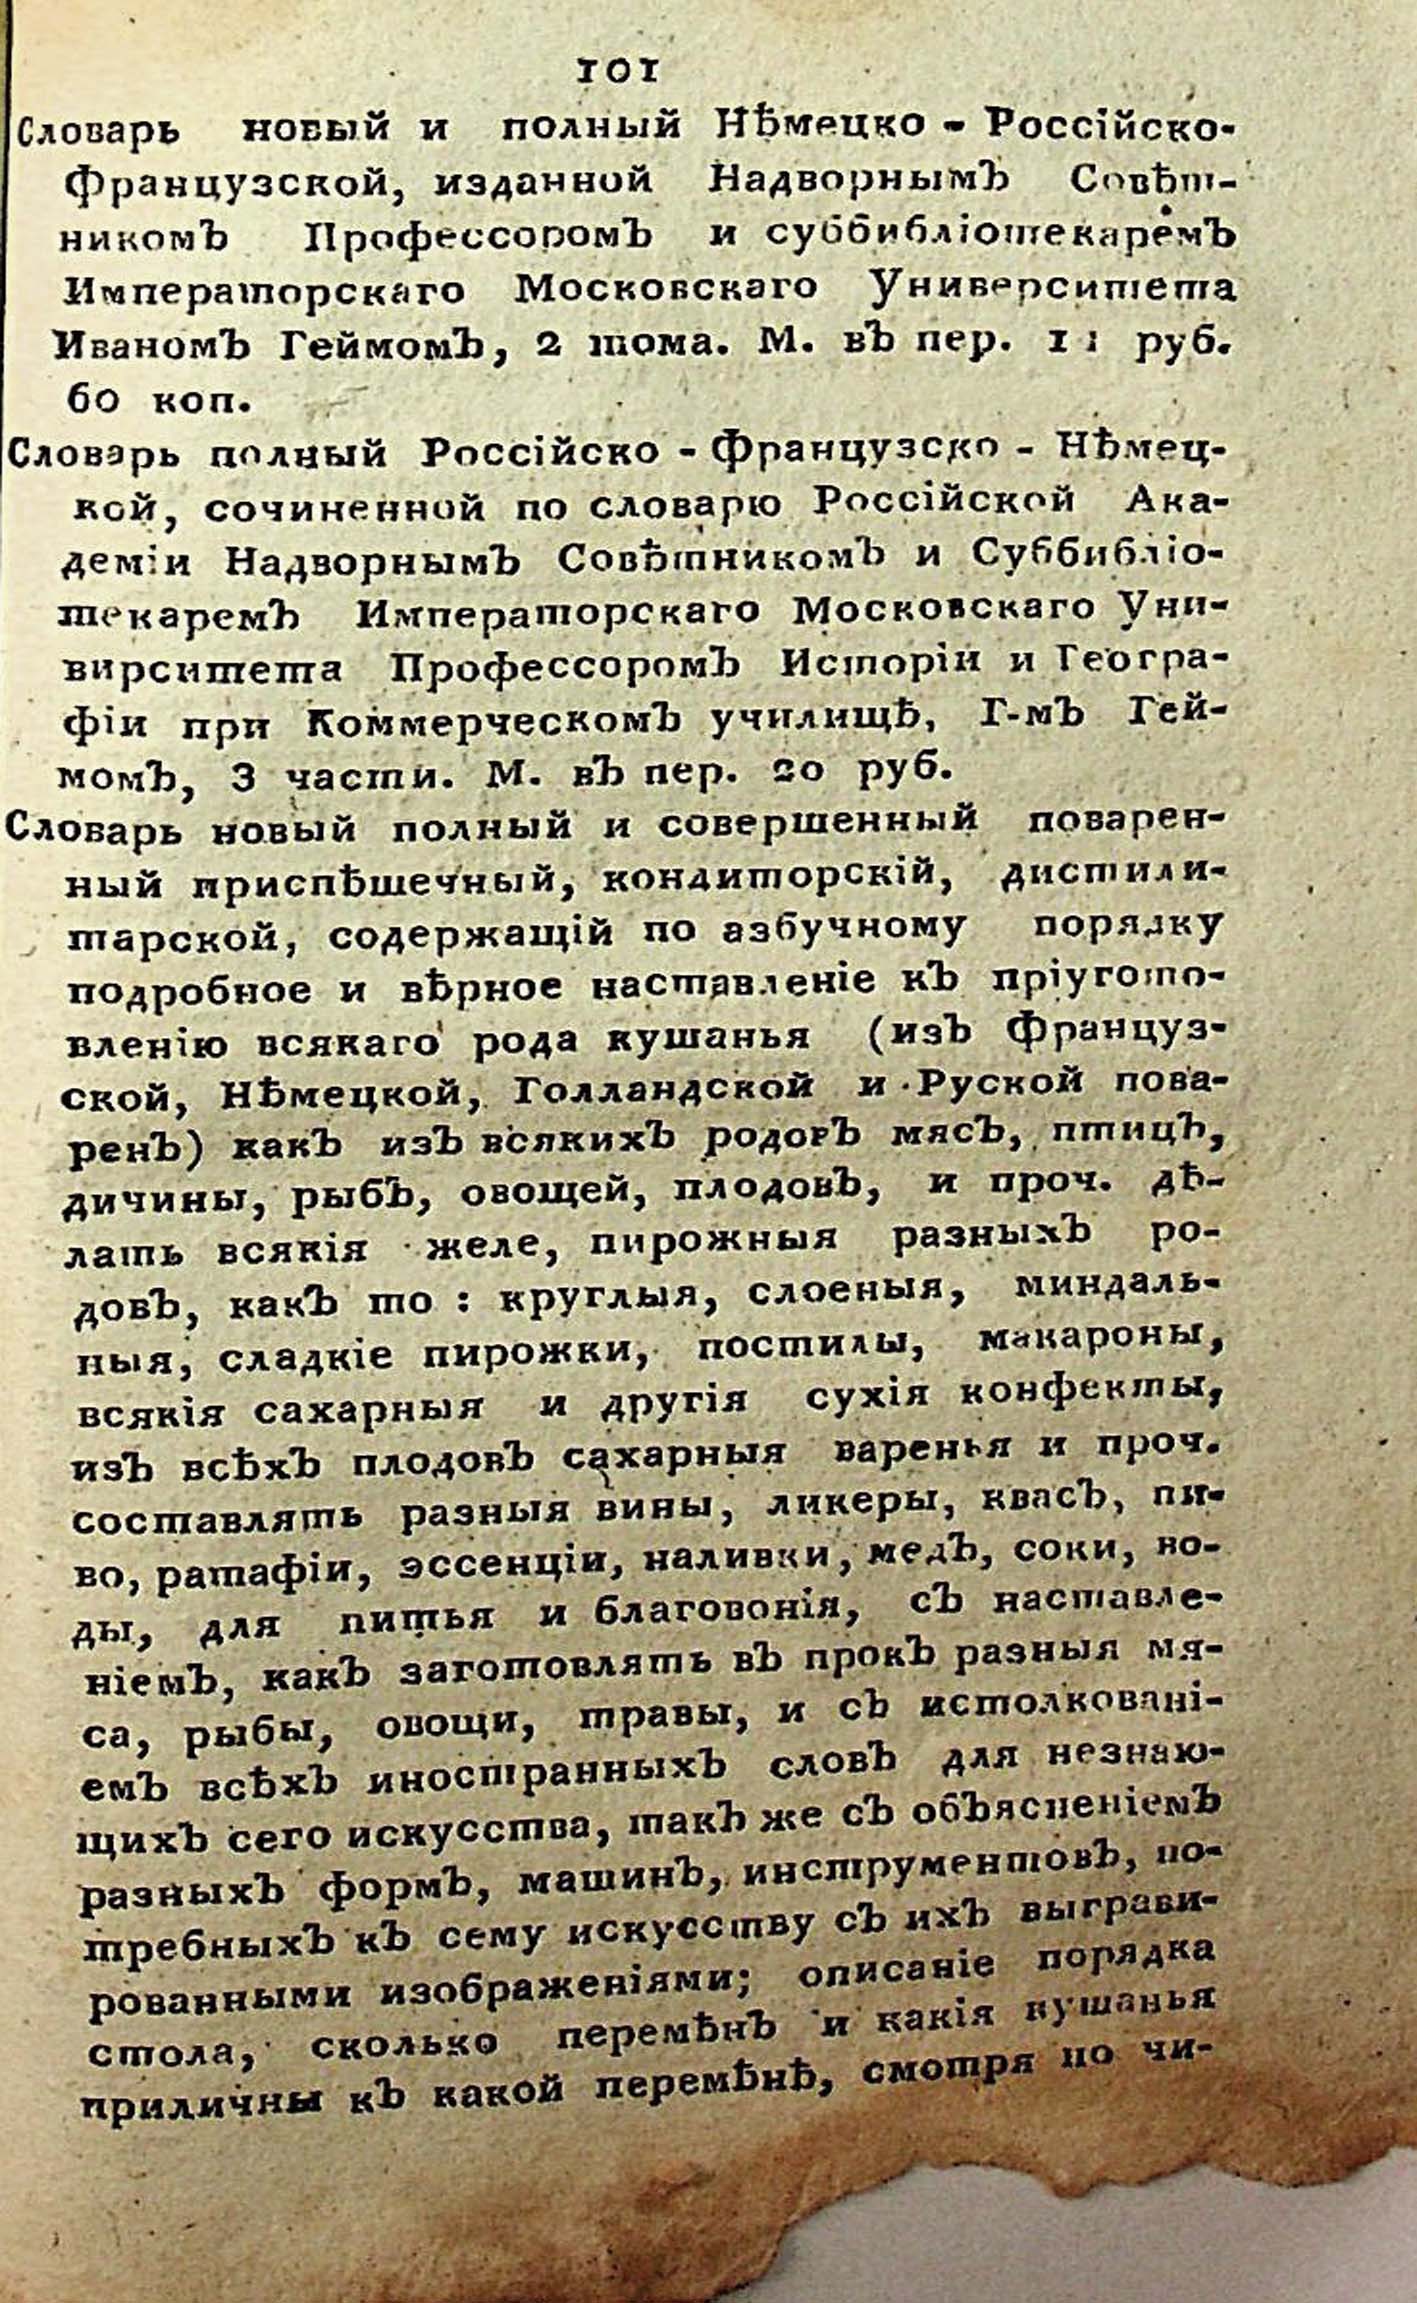 101
Словарь новый и полный Нѣмецко - Россійско-
Французской, изданной Надворнымъ Совѣт-
никомъ Профессоромъ и суббибліотекаремъ
Императорскаго Московскаго Университета
Иваномъ Геймомъ, 2 тома. М. въ пер. 11 руб.
60 коп.
Словарь полный Россійско - Французско - Нѣмец-
кой, сочиненной по словарю Россійской Ака-
деміи Надворнымъ Совѣтникомъ и Суббибліо-
текаремъ Императорскаго Московскаго Уни-
вирситета Профессоромъ Исторіи и Геогра-
фіи при Коммерческомъ училищѣ, Г-мъ Гей-
момъ, 3 части. М. въ пер. 20 руб.
Словарь новый полный и совершенный поварен-
ный приспѣшечный, кондиторскій, дистили-
тарской, содержащій по азбучному порядку
подробное и вѣрное наставленіе къ пріугото-
вленію всякаго рода кушанья (изъ Француз-
ской, Нѣмецкой, Голландской и Руской пова-
ренъ) какъ изъ всякихъ родовъ мясъ, птицъ,
дичины, рыбъ, овощей, плодовъ, и проч. дѣ-
лать всякія желе, пирожныя разныхъ ро-
довъ, какъ то : круглыя, слоеныя, миндаль-
ныя, сладкіе пирожки, постилы, макароны,
всякія сахарныя и другія сухія конфекты,
изъ всѣхъ плодовъ сахарныя варенья и проч.
составлять разныя вины, ликеры, квасъ, пи-
во, ратафіи, эссенціи, наливки, медъ, соки, во-
ды, для питья и благовонія, съ наставле-
ніемъ, какъ заготовлять въ прокъ разныя мя-
са, рыбы, овощи, травы, и съ истолковані-
емъ всѣхъ иностранныхъ словъ для незнаю-
щихъ сего искусства, такъ же съ объясненіемъ
разныхъ формъ, машинъ, инструментовъ, по-
требныхъ къ сему искусству съ ихъ выграви-
рованными изображеніями; описаніе порядка
стола, сколько перемѣнъ и какія кушанья
приличны къ какой перемѣнѣ, смотря по чи-